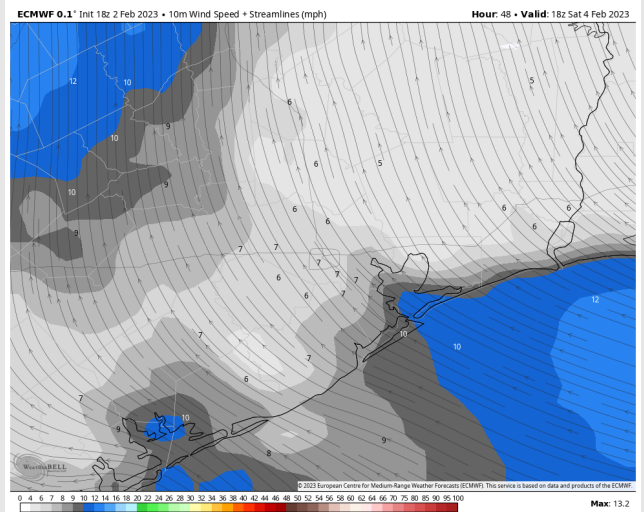 ECMWF 0.1° Init 18z 2 Feb 2023 • 10m Wind Speed + Streamlines (mph) Hour: 48 • Valid: 18z Sat 4 Feb 2023
12 10 5
6
10 9
6 5
9
10
6 6 6
6 6
9
7 7
7
6 7 7
6 7
12
7 10
10
7
6
7
10
9
9
8
WeatherBELL
© 2023 European Centre for Medium-Range Weather Forecasts (ECMWF). This service is based on data and products of the ECMWF.
0 4 6 7 8 9 10 12 14 16 18 20 22 24 26 28 30 32 34 36 38 40 42 44 46 48 50 52 54 56 58 60 62 64 66 68 70 75 80 85 90 95 100 Max: 13.2